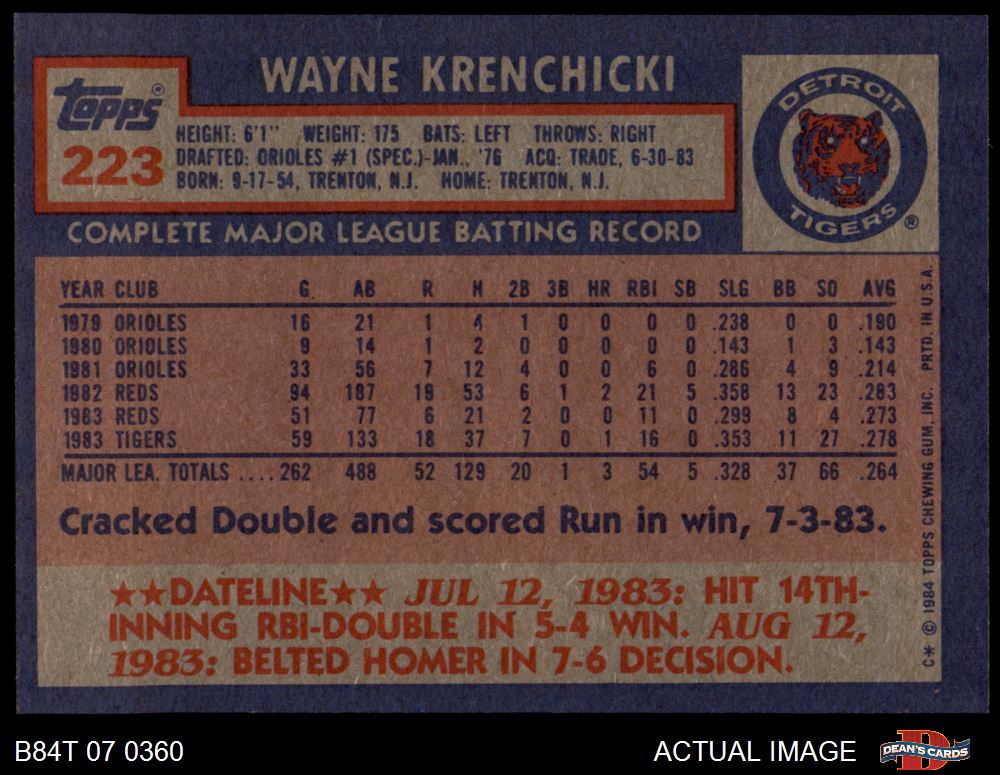 WAYNE KRENCHICKI
Topps®
223
HEIGHT: 6'1" WEIGHT: 175 BATS: LEFT THROWS: RIGHT
DRAFTED: ORIOLES #1 (SPEC.)-JAN., '76 ACQ: TRADE, 6-30-83
BORN: 9-17-54, TRENTON, N.J. HOME: TRENTON, N.J.
DETROIT
TIGERS ®
COMPLETE MAJOR LEAGUE BATTING RECORD
YEAR CLUB G. AB R H 2B 3B HR RBI SB SLG BB SO AVG
1979 ORIOLES 16 21 1 4 1 0 0 0 0 .238 0 0 .190
1980 ORIOLES 9 14 1 2 0 0 0 0 0 .143 1 3 .143
1981 ORIOLES 33 56 7 12 4 0 0 6 0 .286 4 9 .214
1982 REDS 94 187 19 53 6 1 2 21 5 .358 13 23 .283
1983 REDS 51 77 6 21 2 0 0 11 0 .299 8 4 .273
1983 TIGERS 59 133 18 37 7 0 1 16 0 .353 11 27 .278
MAJOR LEA. TOTALS ....262 488 52 129 20 1 3 54 5 .328 37 66 .264
Cracked Double and scored Run in win, 7-3-83.
★★DATELINE★★ JUL 12, 1983: HIT 14TH-
INNING RBI-DOUBLE IN 5-4 WIN. AUG 12,
1983: BELTED HOMER IN 7-6 DECISION.
C* © 1984 TOPPS CHEWING GUM, INC. PRTD. IN U.S.A.
B84T 07 0360
ACTUAL IMAGE
DEAN'S CARDS